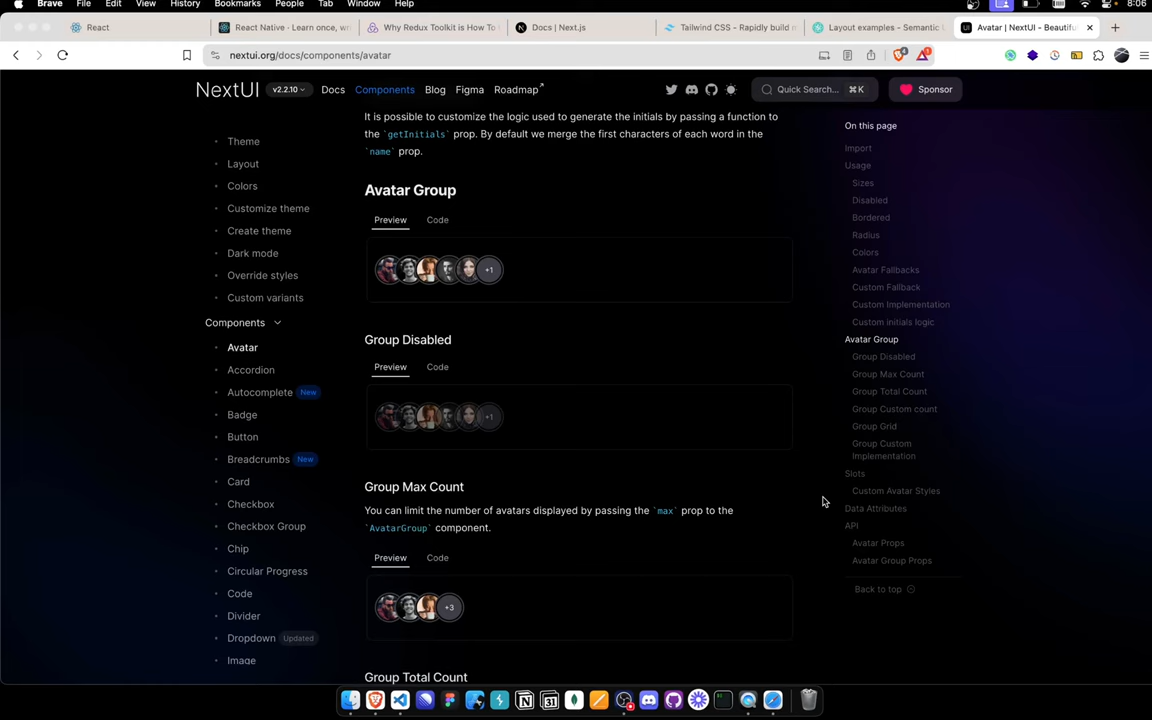 Brave File Edit View History Bookmarks People Tab Window Help 8:06
React
React Native · Learn once, wr
Why Redux Toolkit is How To
Docs | Next.js
Tailwind CSS - Rapidly build m
Layout examples - Semantic
Avatar | NextUI - Beautifu
nextui.org/docs/components/avatar
NextUI v2.2.10 Docs Components Blog Figma Roadmap Quick Search... ⌘K Sponsor
Theme
Layout
Colors
Customize theme
Create theme
Dark mode
Override styles
Custom variants
Components
Avatar
Accordion
Autocomplete New
Badge
Button
Breadcrumbs New
Card
Checkbox
Checkbox Group
Chip
Circular Progress
Code
Divider
Dropdown Updated
Image
It is possible to customize the logic used to generate the initials by passing a function to
the `getInitials` prop. By default we merge the first characters of each word in the
`name` prop.
Avatar Group
Preview Code
+1
Group Disabled
Preview Code
+1
Group Max Count
You can limit the number of avatars displayed by passing the `max` prop to the
`AvatarGroup` component.
Preview Code
+3
Group Total Count
On this page
Import
Usage
Sizes
Disabled
Bordered
Radius
Colors
Avatar Fallbacks
Custom Fallback
Custom Implementation
Custom initials logic
Avatar Group
Group Disabled
Group Max Count
Group Total Count
Group Custom count
Group Grid
Group Custom
Implementation
Slots
Custom Avatar Styles
Data Attributes
API
Avatar Props
Avatar Group Props
Back to top